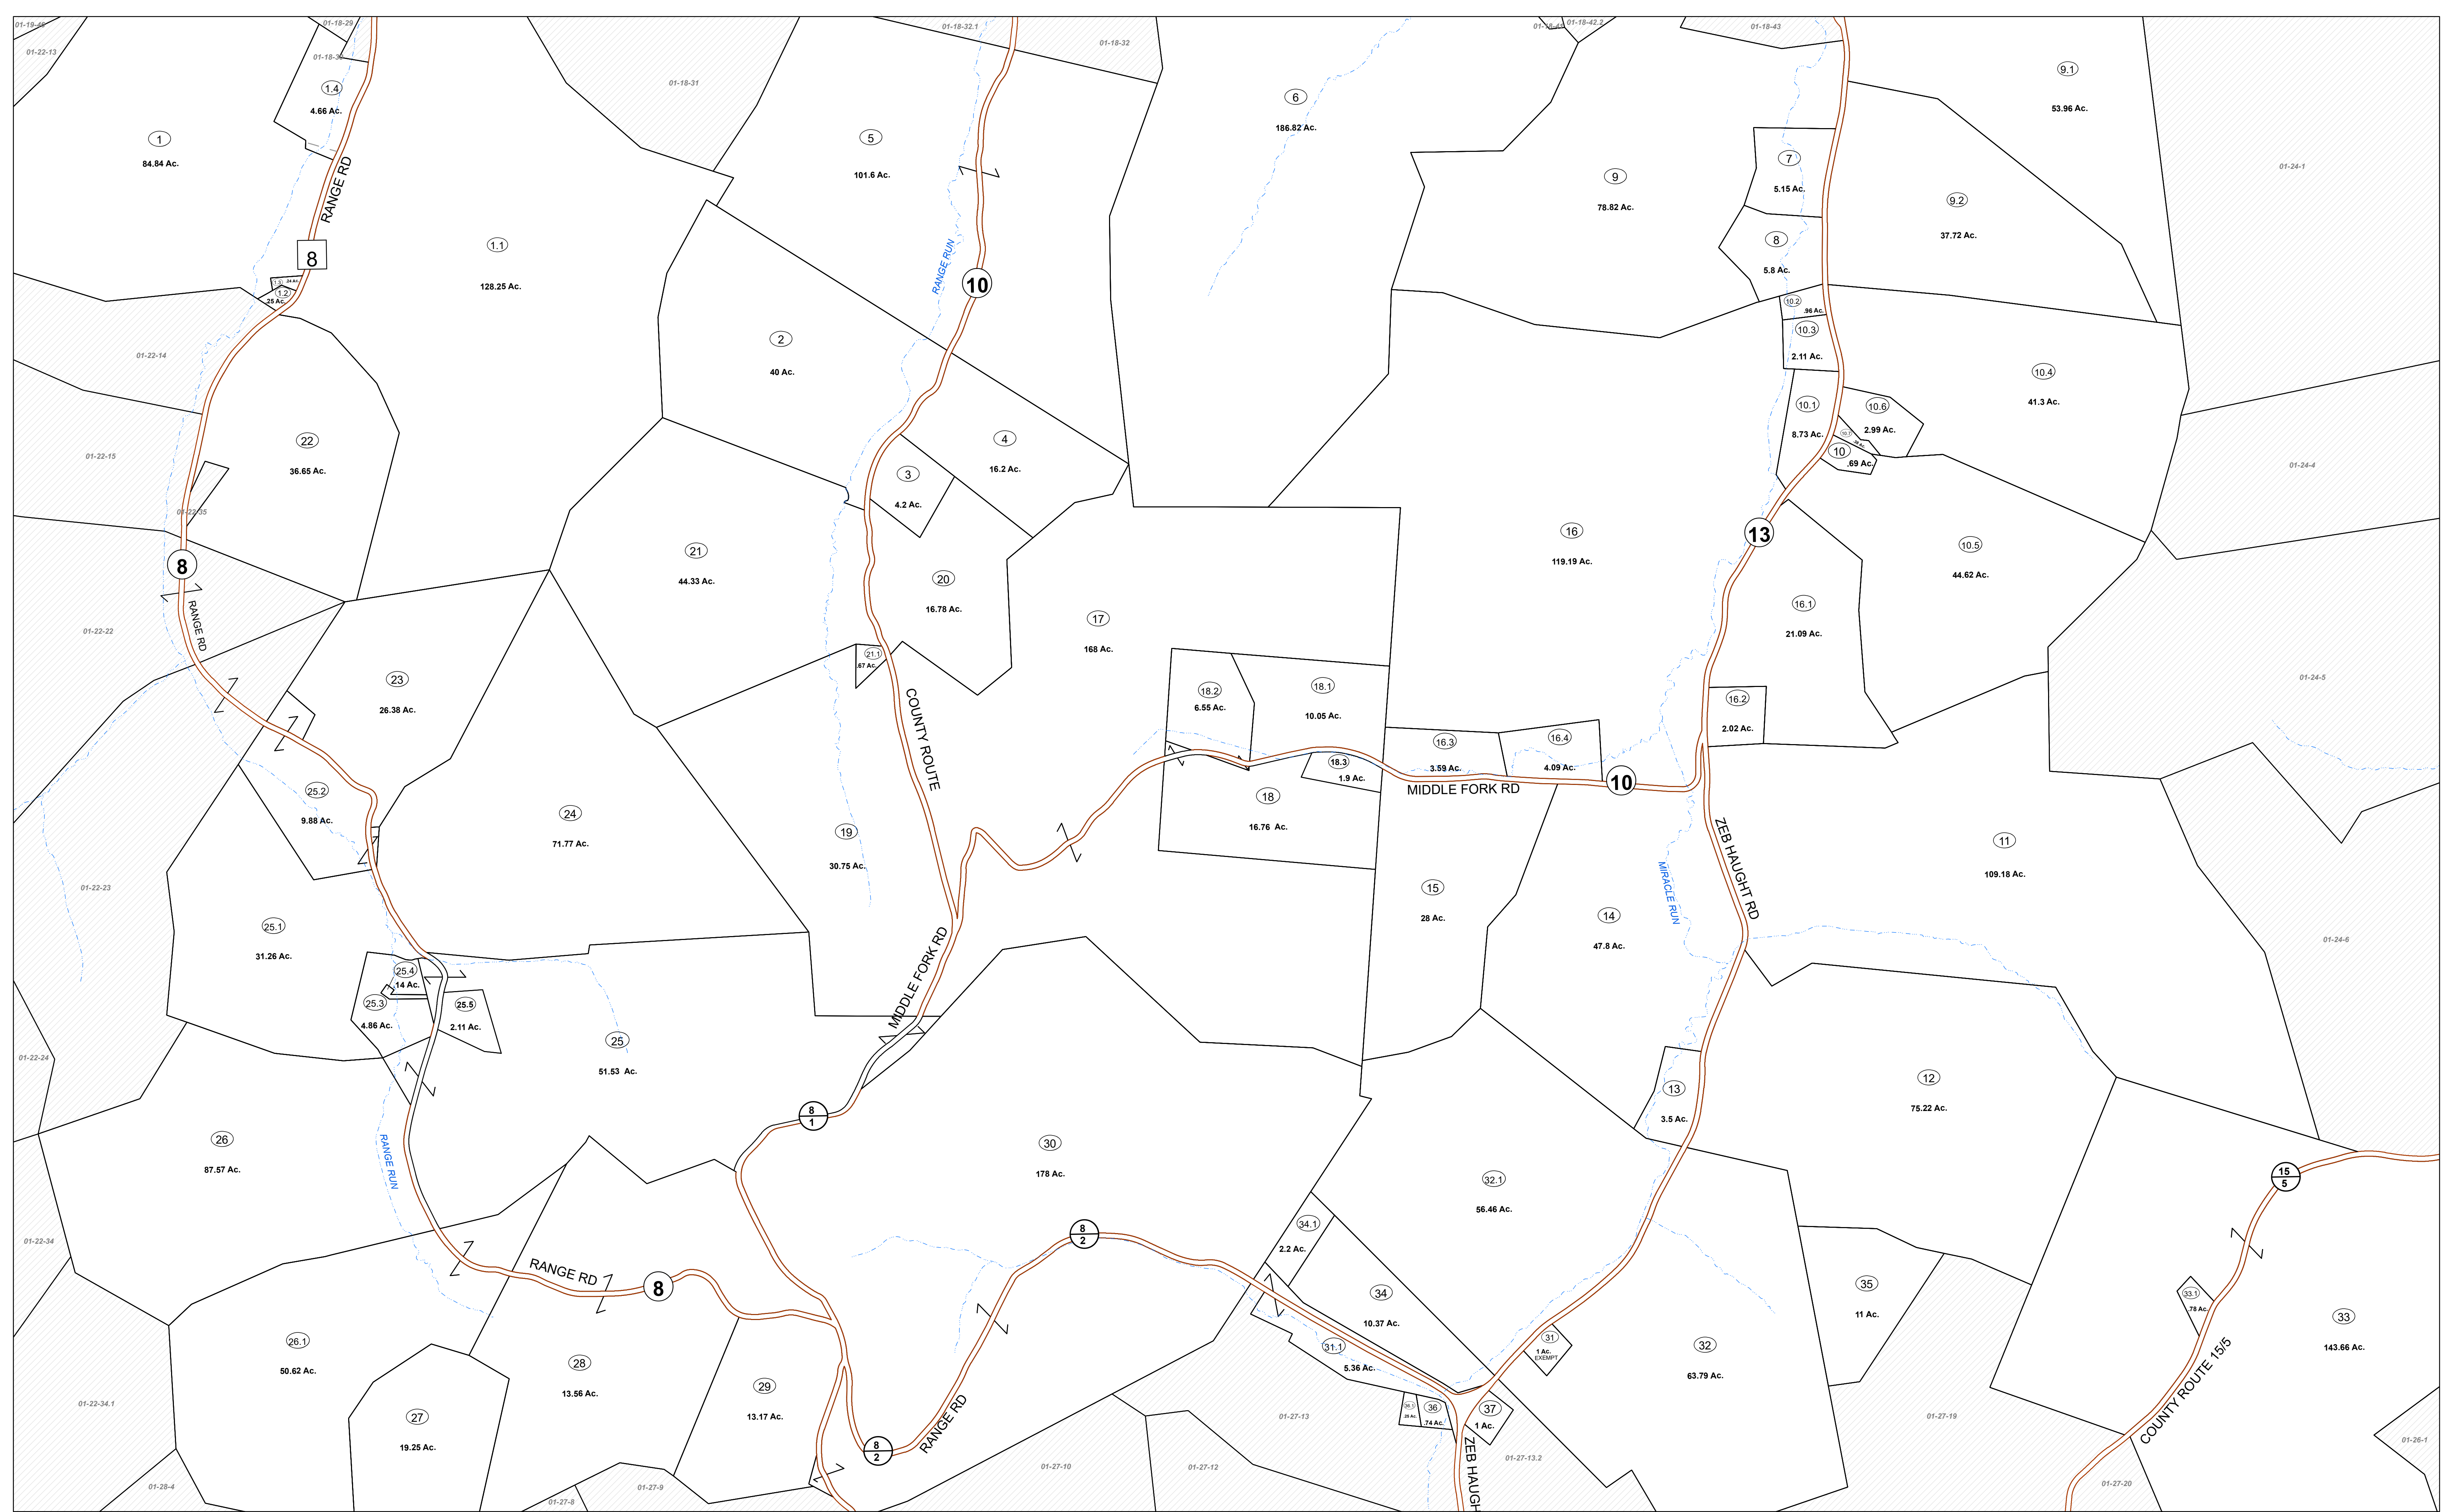 01-19-46
01-18-29
01-18-32.1
01-18-42.2
01-18-43
01-22-13
01-18-32
01-18-31
1.4
4.66 Ac.
6
186.82 Ac.
9.1
53.96 Ac.
1
84.84 Ac.
5
101.6 Ac.
7
5.15 Ac.
01-24-1
RANGE RD
9
78.82 Ac.
9.2
37.72 Ac.
8
1.1
128.25 Ac.
RANGE RUN
10
8
5.8 Ac.
.24 Ac.
1.2
.25 Ac.
10.2
.96 Ac.
10.3
2.11 Ac.
01-22-14
2
40 Ac.
10.4
41.3 Ac.
10.1
8.73 Ac.
10.6
2.99 Ac.
22
36.65 Ac.
4
16.2 Ac.
01-22-15
3
4.2 Ac.
10
.69 Ac.
01-24-4
01-22-35
8
21
44.33 Ac.
16
119.19 Ac.
13
10.5
44.62 Ac.
20
16.78 Ac.
17
168 Ac.
16.1
21.09 Ac.
RANGE RD
01-22-22
21.1
.67 Ac.
23
26.38 Ac.
18.2
6.55 Ac.
18.1
10.05 Ac.
16.2
2.02 Ac.
01-24-5
COUNTY ROUTE
16.3
3.59 Ac.
16.4
4.09 Ac.
18.3
1.9 Ac.
10
MIDDLE FORK RD
25.2
9.88 Ac.
24
71.77 Ac.
19
30.75 Ac.
18
16.76 Ac.
ZEB HAUGHT RD
11
109.18 Ac.
MIRACLE RUN
01-22-23
15
28 Ac.
14
47.8 Ac.
25.1
31.26 Ac.
01-24-6
MIDDLE FORK RD
25.4
.14 Ac.
25.3
4.86 Ac.
25.5
2.11 Ac.
25
51.53 Ac.
01-22-24
12
75.22 Ac.
13
3.5 Ac.
8
1
26
87.57 Ac.
RANGE RUN
30
178 Ac.
32.1
56.46 Ac.
15
5
01-22-34
8
2
34.1
2.2 Ac.
RANGE RD
8
34
10.37 Ac.
35
11 Ac.
33.1
.78 Ac.
33
143.66 Ac.
26.1
50.62 Ac.
31.1
5.36 Ac.
31
1 Ac.
EXEMPT
32
63.79 Ac.
COUNTY ROUTE 15/5
28
13.56 Ac.
29
13.17 Ac.
01-22-34.1
27
19.25 Ac.
RANGE RD
8
2
01-27-13
36.1
.25 Ac.
36
.74 Ac.
37
1 Ac.
01-27-19
01-26-1
ZEB HAUGH
01-28-4
01-27-8
01-27-9
01-27-10
01-27-12
01-27-13.2
01-27-20